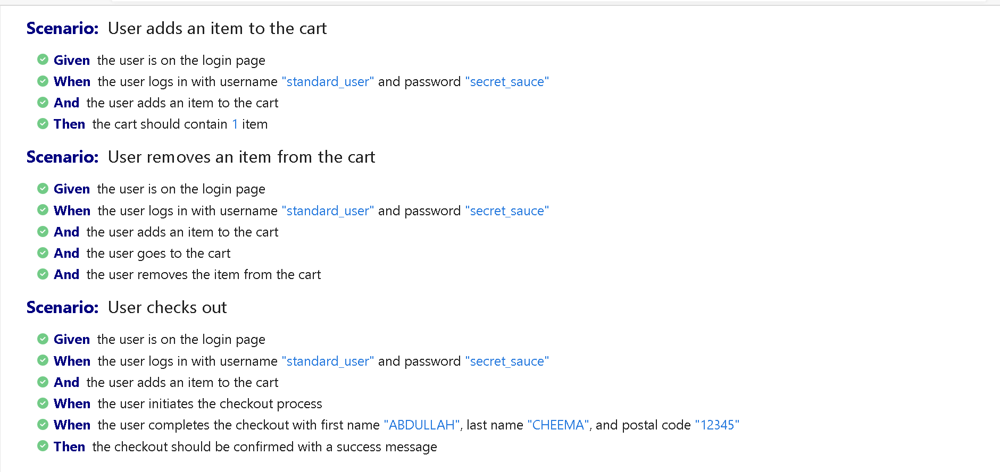 Scenario: User adds an item to the cart
Given the user is on the login page
When the user logs in with username "standard_user" and password "secret_sauce"
And the user adds an item to the cart
Then the cart should contain 1 item
Scenario: User removes an item from the cart
Given the user is on the login page
When the user logs in with username "standard_user" and password "secret_sauce"
And the user adds an item to the cart
And the user goes to the cart
And the user removes the item from the cart
Scenario: User checks out
Given the user is on the login page
When the user logs in with username "standard_user" and password "secret_sauce"
And the user adds an item to the cart
When the user initiates the checkout process
When the user completes the checkout with first name "ABDULLAH", last name "CHEEMA", and postal code "12345"
Then the checkout should be confirmed with a success message